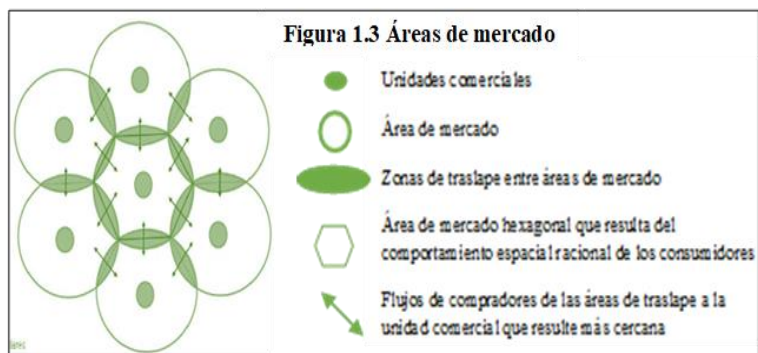 Figura 1.3 Áreas de mercado
Unidades comerciales
Área de mercado
Zonas de traslape entre áreas de mercado
Área de mercado hexagonal que resulta del
comportamiento espacial racional de los consumidores
Flujos de compradores de las áreas de traslape a la
unidad comercial que resulte más cercana